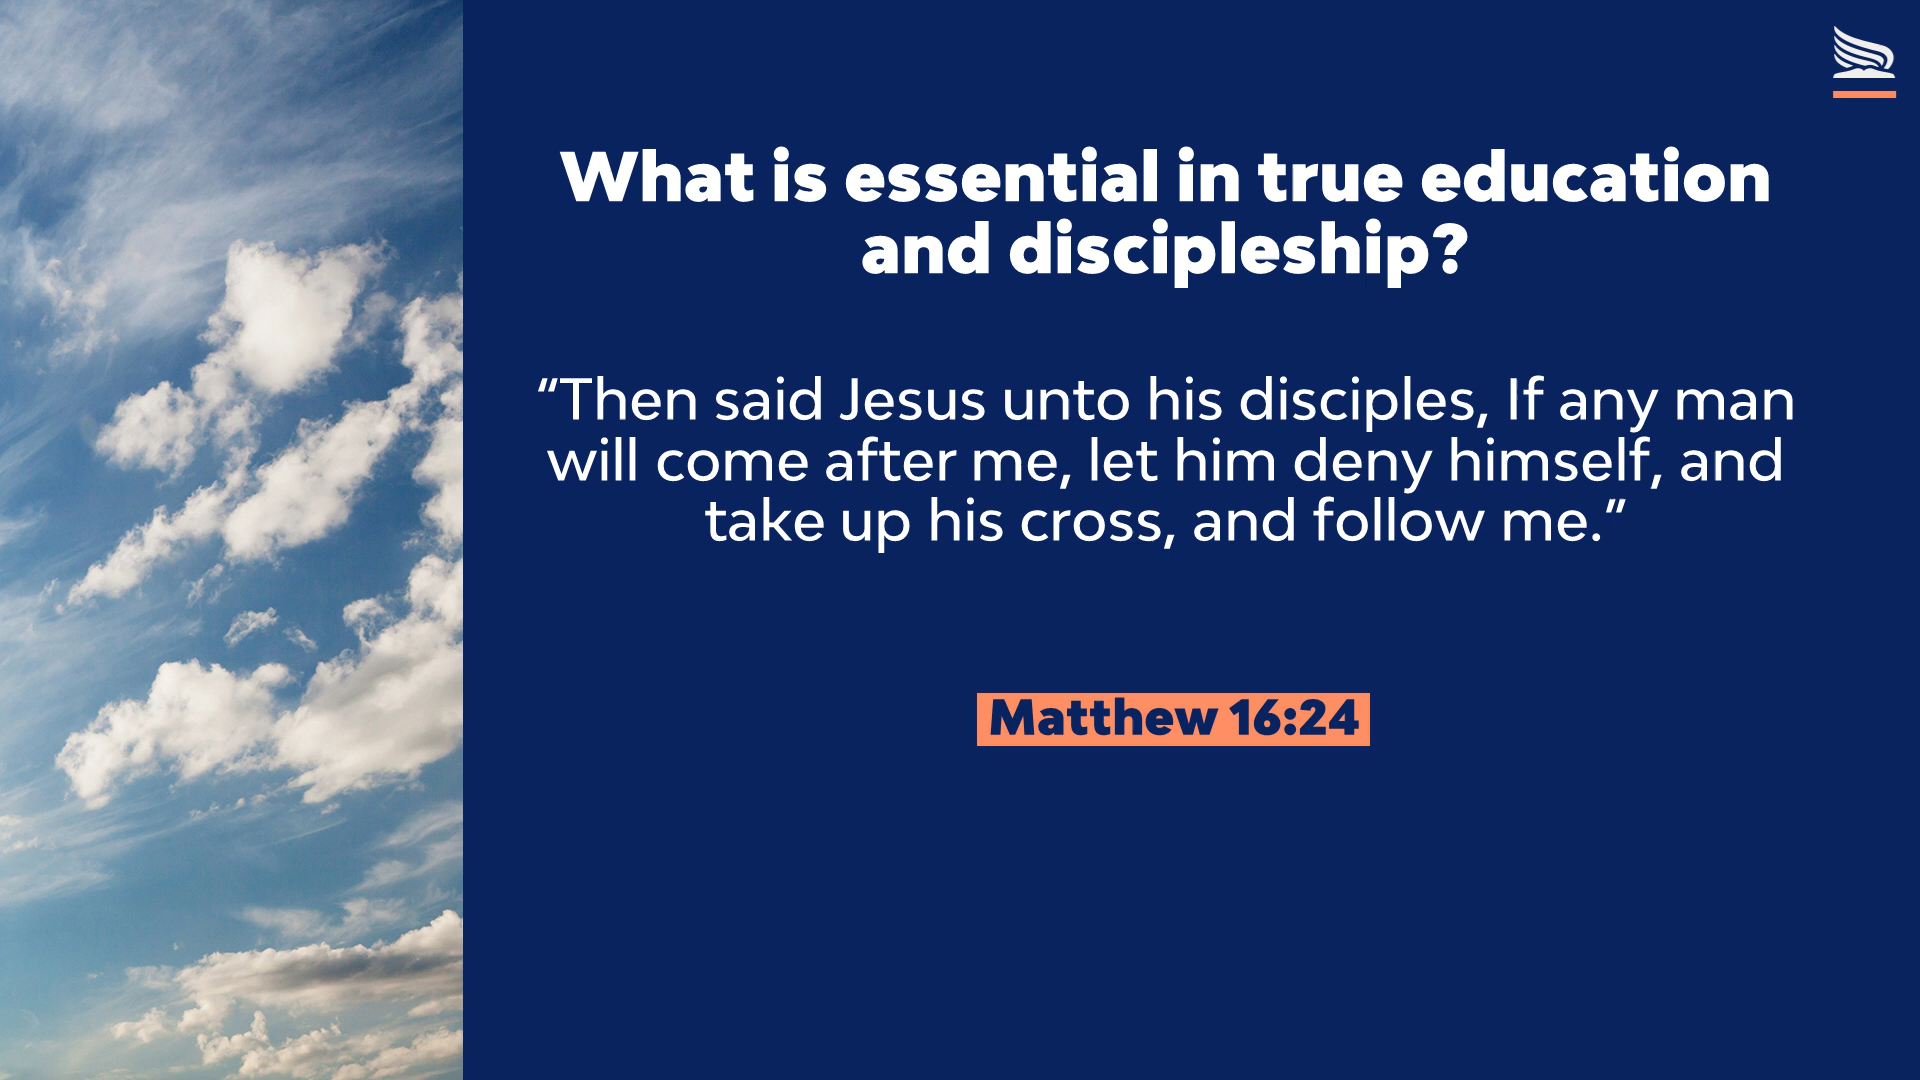 What is essential in true education
and discipleship?
“Then said Jesus unto his disciples, If any man
will come after me, let him deny himself, and
take up his cross, and follow me.”
Matthew 16:24